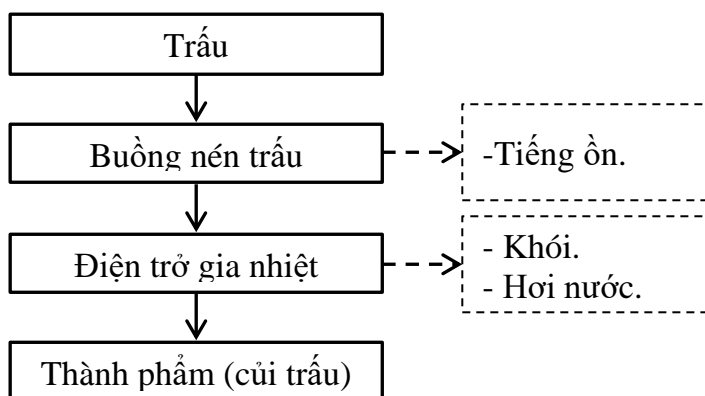 Trấu
Buồng nén trấu
-Tiếng ồn.
Điện trở gia nhiệt
- Khói.
- Hơi nước.
Thành phẩm (củi trấu)